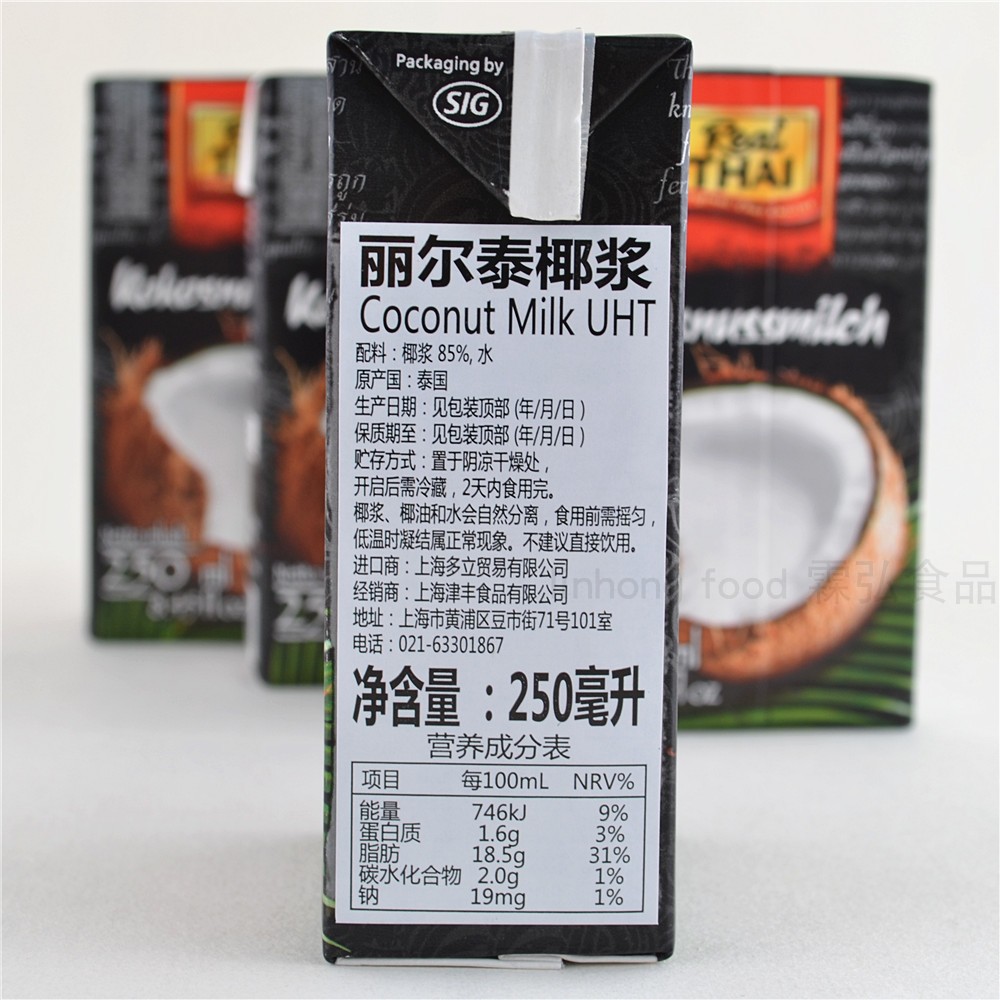 Packaging by
SIG
Real
THAI
丽尔泰椰浆
Coconut Milk UHT
配料：椰浆 85%, 水
原产国：泰国
生产日期：见包装顶部 (年/月/日 )
保质期至：见包装顶部 (年/月/日 )
贮存方式：置于阴凉干燥处，
开启后需冷藏，2天内食用完。
椰浆、椰油和水会自然分离，食用前需摇匀，
低温时凝结属正常现象。不建议直接饮用。
进口商：上海多立贸易有限公司
经销商：上海津丰食品有限公司
地址：上海市黄浦区豆市街71号101室
电话：021-63301867
净含量 ：250毫升
营养成分表
项目 每100mL NRV%
能量 746kJ 9%
蛋白质 1.6g 3%
脂肪 18.5g 31%
碳水化合物 2.0g 1%
钠 19mg 1%
food 霖弘食品
250 ml